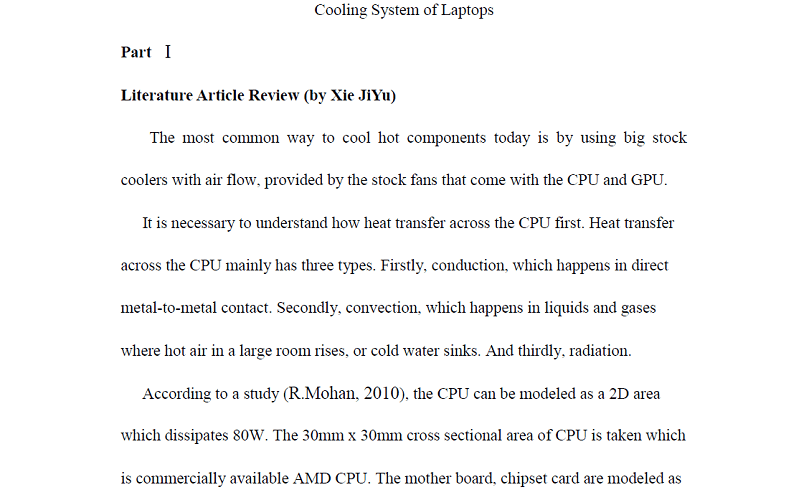 Cooling System of Laptops
Part I
Literature Article Review (by Xie JiYu)
The most common way to cool hot components today is by using big stock
coolers with air flow, provided by the stock fans that come with the CPU and GPU.
It is necessary to understand how heat transfer across the CPU first. Heat transfer
across the CPU mainly has three types. Firstly, conduction, which happens in direct
metal-to-metal contact. Secondly, convection, which happens in liquids and gases
where hot air in a large room rises, or cold water sinks. And thirdly, radiation.
According to a study (R.Mohan, 2010), the CPU can be modeled as a 2D area
which dissipates 80W. The 30mm x 30mm cross sectional area of CPU is taken which
is commercially available AMD CPU. The mother board, chipset card are modeled as